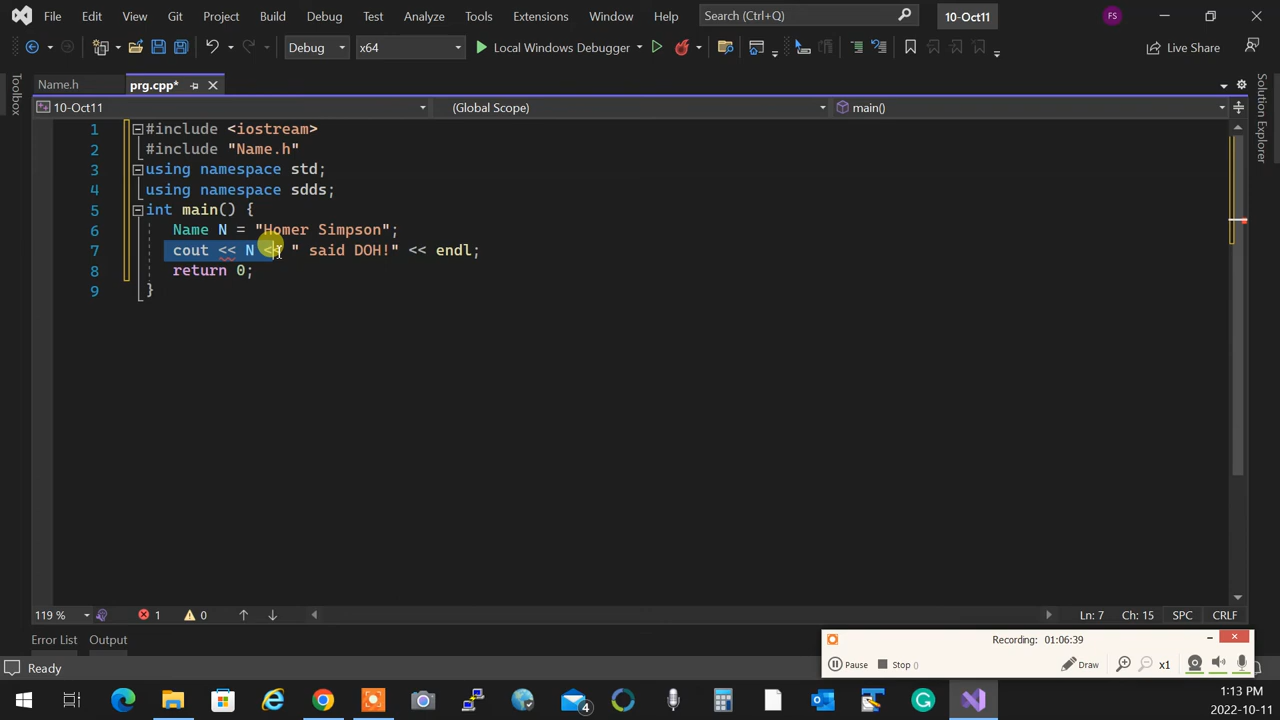 File Edit View Git Project Build Debug Test Analyze Tools Extensions Window Help Search (Ctrl+Q) 10-Oct11 FS
Debug x64 Local Windows Debugger Live Share
Name.h prg.cpp*
10-Oct11 (Global Scope) main()
1 #include <iostream>
2 #include "Name.h"
3 using namespace std;
4 using namespace sdds;
5 int main() {
6 Name N = "Homer Simpson";
7 cout << N << " said DOH!" << endl;
8 return 0;
9 }
Toolbox
Solution Explorer
119 % 1 0 Ln: 7 Ch: 15 SPC CRLF
Error List Output
Recording: 01:06:39
Pause Stop () Draw x1
Ready
4
1:13 PM
2022-10-11